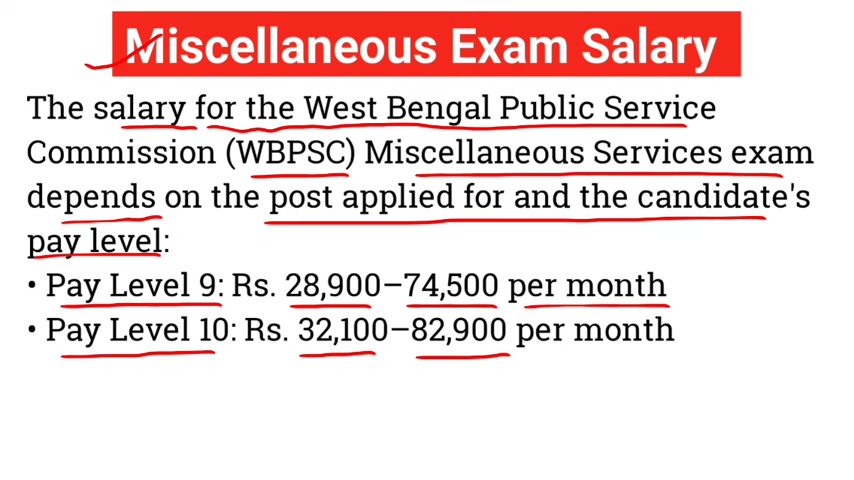 Miscellaneous Exam Salary
The salary for the West Bengal Public Service
Commission (WBPSC) Miscellaneous Services exam
depends on the post applied for and the candidate's
pay level:
• Pay Level 9: Rs. 28,900–74,500 per month
• Pay Level 10: Rs. 32,100–82,900 per month